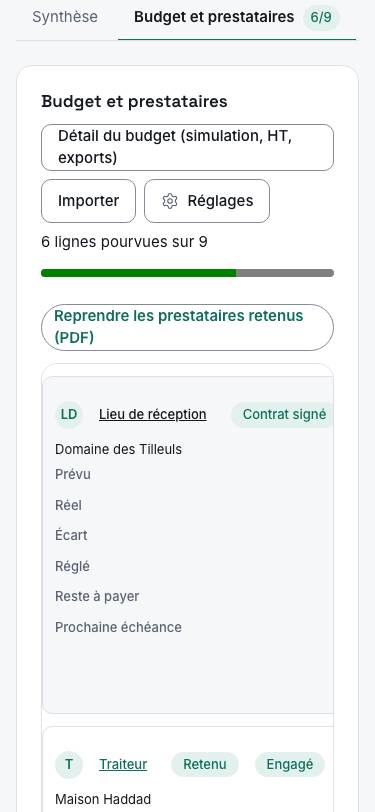 Synthèse
Budget et prestataires 6/9
Budget et prestataires
Détail du budget (simulation, HT,
exports)
Importer
Réglages
6 lignes pourvues sur 9
Reprendre les prestataires retenus
(PDF)
LD Lieu de réception Contrat signé
Domaine des Tilleuls
Prévu
Réel
Écart
Réglé
Reste à payer
Prochaine échéance
T Traiteur Retenu Engagé
Maison Haddad